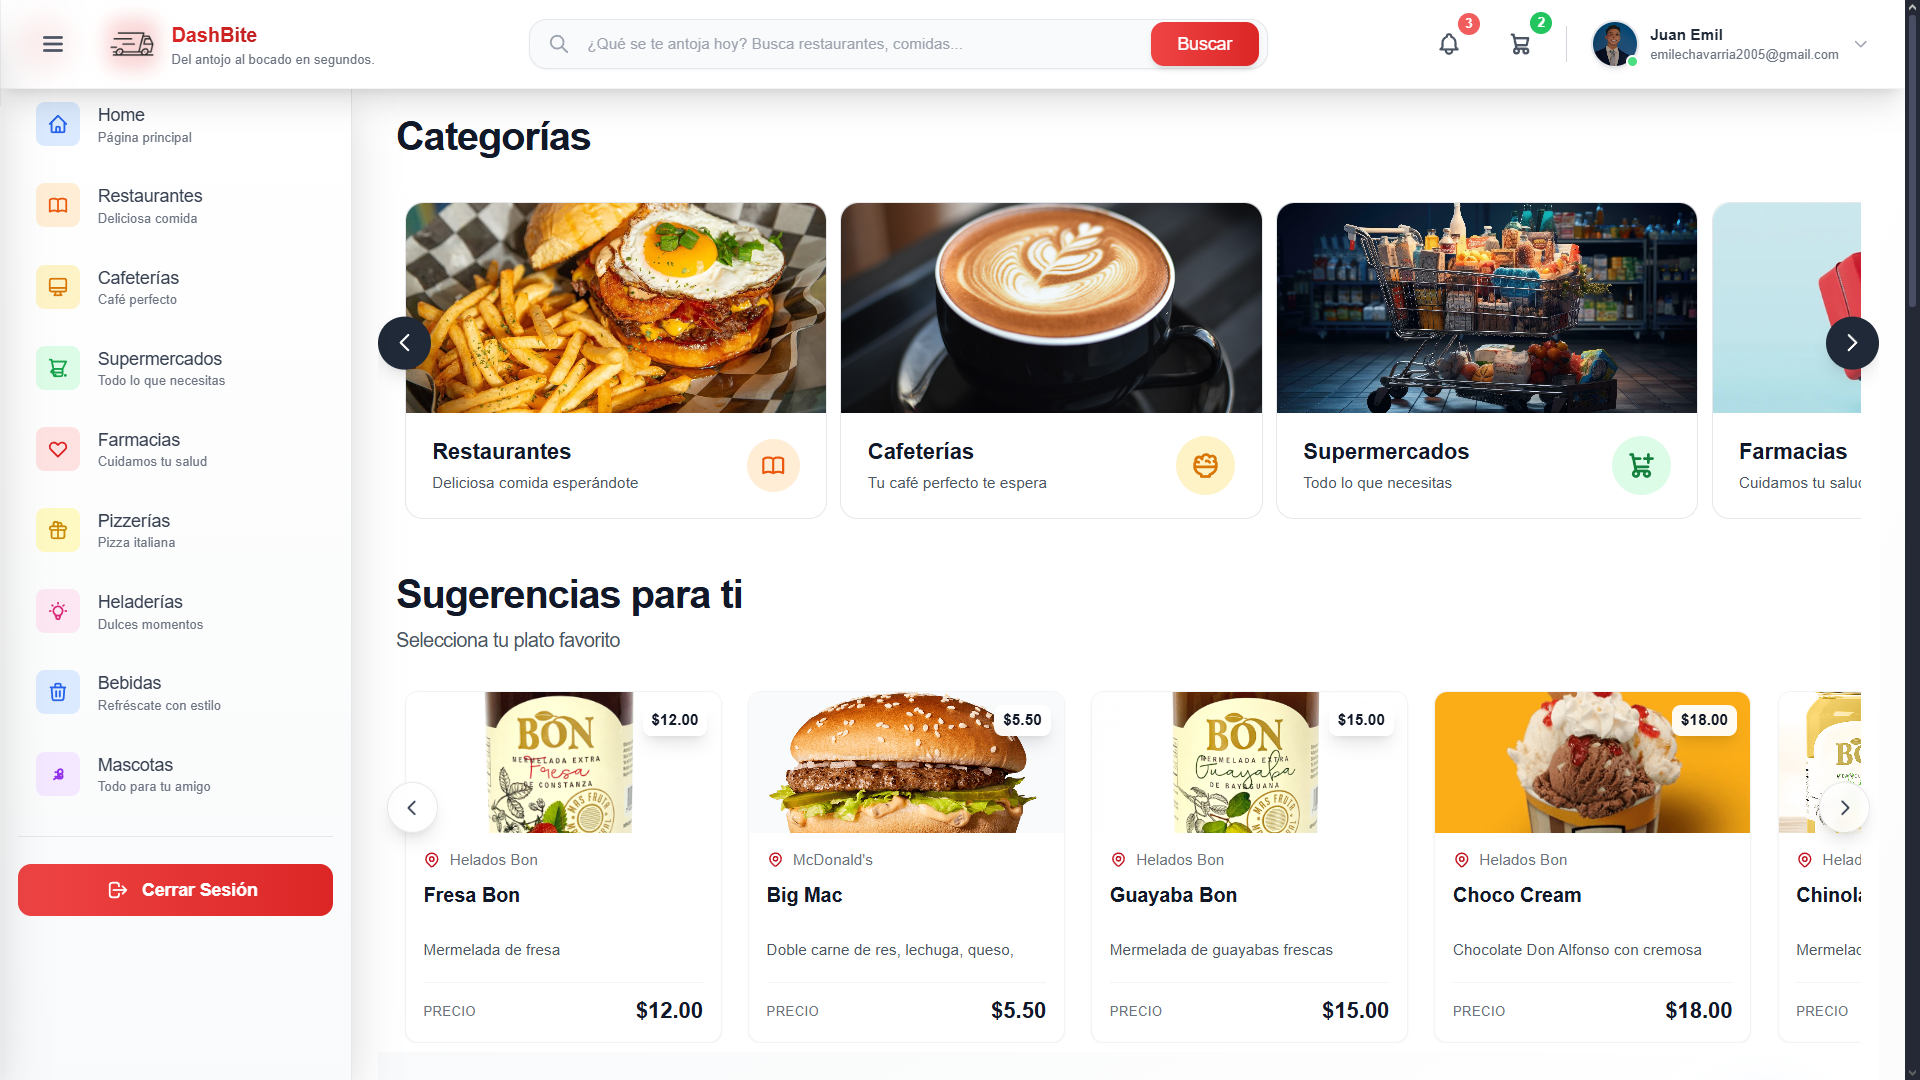 DashBite
Del antojo al bocado en segundos.
¿Qué se te antoja hoy? Busca restaurantes, comidas...
Buscar
3
2
Juan Emil
emilechavarria2005@gmail.com
Home
Página principal
Restaurantes
Deliciosa comida
Cafeterías
Café perfecto
Supermercados
Todo lo que necesitas
Farmacias
Cuidamos tu salud
Pizzerías
Pizza italiana
Heladerías
Dulces momentos
Bebidas
Refréscate con estilo
Mascotas
Todo para tu amigo
Cerrar Sesión
Categorías
Restaurantes
Deliciosa comida esperándote
Cafeterías
Tu café perfecto te espera
Supermercados
Todo lo que necesitas
Farmacias
Cuidamos tu salud
Sugerencias para ti
Selecciona tu plato favorito
BON
MERMELADA EXTRA
Fresa
DE CONSTANZA
MAS FRUTA
$12.00
Helados Bon
Fresa Bon
Mermelada de fresa
PRECIO
$12.00
$5.50
McDonald's
Big Mac
Doble carne de res, lechuga, queso,
PRECIO
$5.50
BON
MERMELADA EXTRA
Guayaba
DE BAYAGUANA
MAS FRUTA
$15.00
Helados Bon
Guayaba Bon
Mermelada de guayabas frescas
PRECIO
$15.00
$18.00
Helados Bon
Choco Cream
Chocolate Don Alfonso con cremosa
PRECIO
$18.00
Helad
Chinola
Mermelac
PRECIO